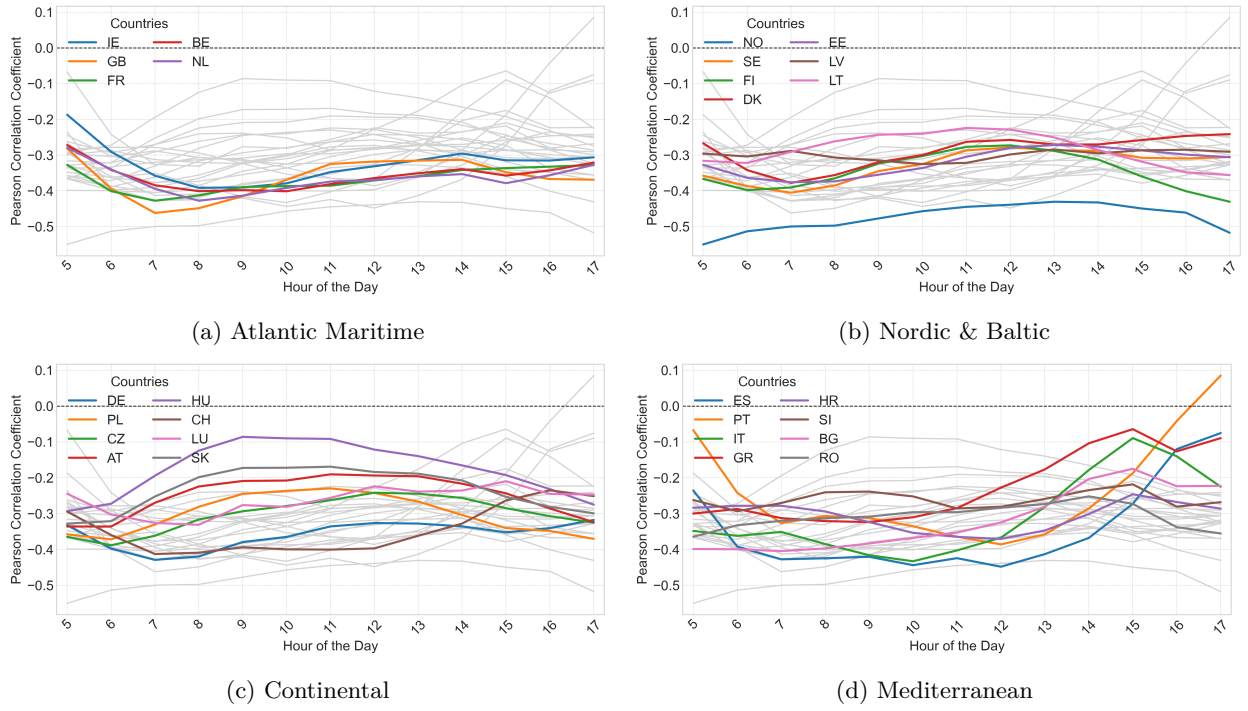 Pearson Correlation Coefficient
0.1
0.0
−0.1
−0.2
−0.3
−0.4
−0.5
Countries
IE BE
GB NL
FR
5 6 7 8 9 10 11 12 13 14 15 16 17
Hour of the Day
(a) Atlantic Maritime
Pearson Correlation Coefficient
0.1
0.0
−0.1
−0.2
−0.3
−0.4
−0.5
Countries
NO EE
SE LV
FI LT
DK
5 6 7 8 9 10 11 12 13 14 15 16 17
Hour of the Day
(b) Nordic & Baltic
Pearson Correlation Coefficient
0.1
0.0
−0.1
−0.2
−0.3
−0.4
−0.5
Countries
DE HU
PL CH
CZ LU
AT SK
5 6 7 8 9 10 11 12 13 14 15 16 17
Hour of the Day
(c) Continental
Pearson Correlation Coefficient
0.1
0.0
−0.1
−0.2
−0.3
−0.4
−0.5
Countries
ES HR
PT SI
IT BG
GR RO
5 6 7 8 9 10 11 12 13 14 15 16 17
Hour of the Day
(d) Mediterranean